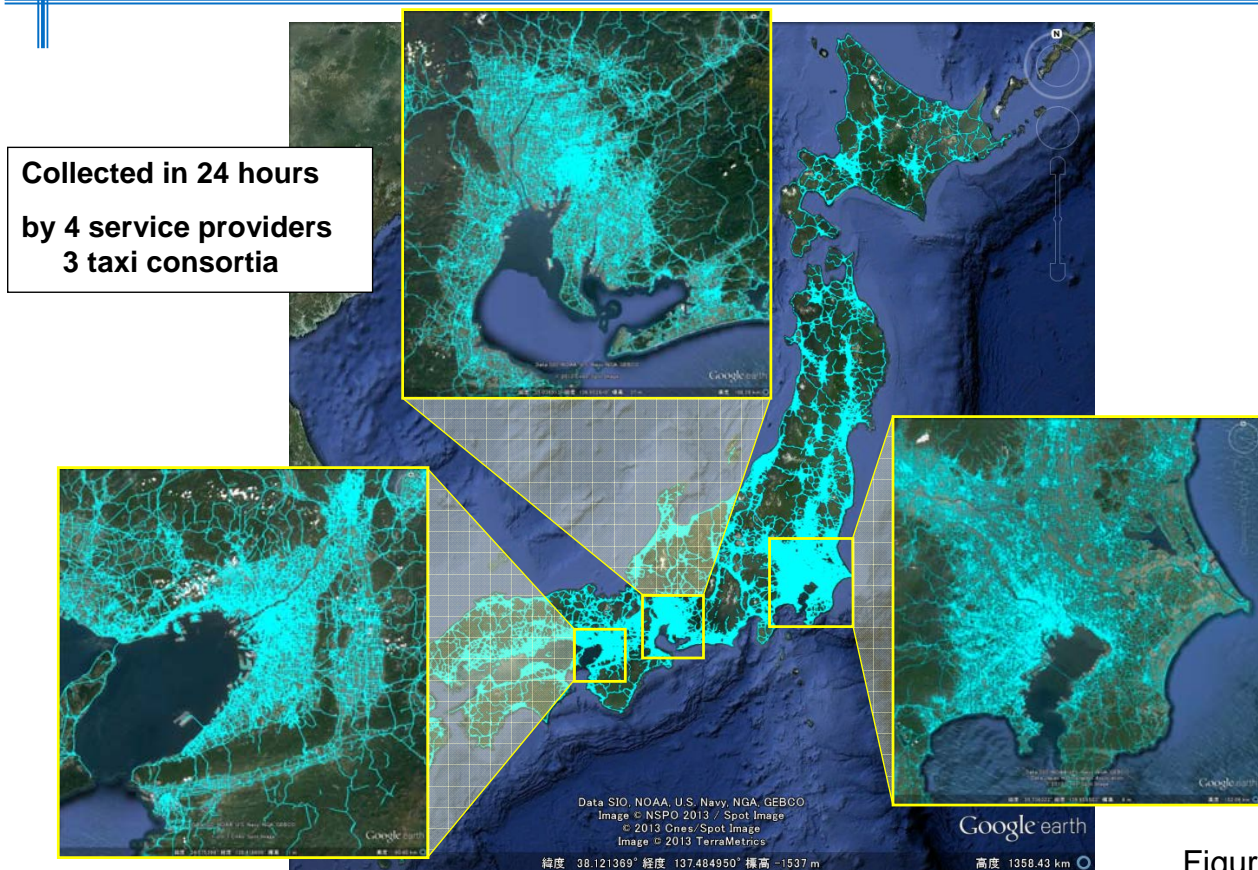 Collected in 24 hours
by 4 service providers
3 taxi consortia
N
Google earth
Google earth
Google earth
Data SIO, NOAA, U.S. Navy, NGA, GEBCO
Image © NSPO 2013 / Spot Image
© 2013 Cnes/Spot Image
Image © 2013 TerraMetrics
Google earth
緯度 38.121369° 経度 137.484950° 標高 -1537 m
高度 1358.43 km
Figur